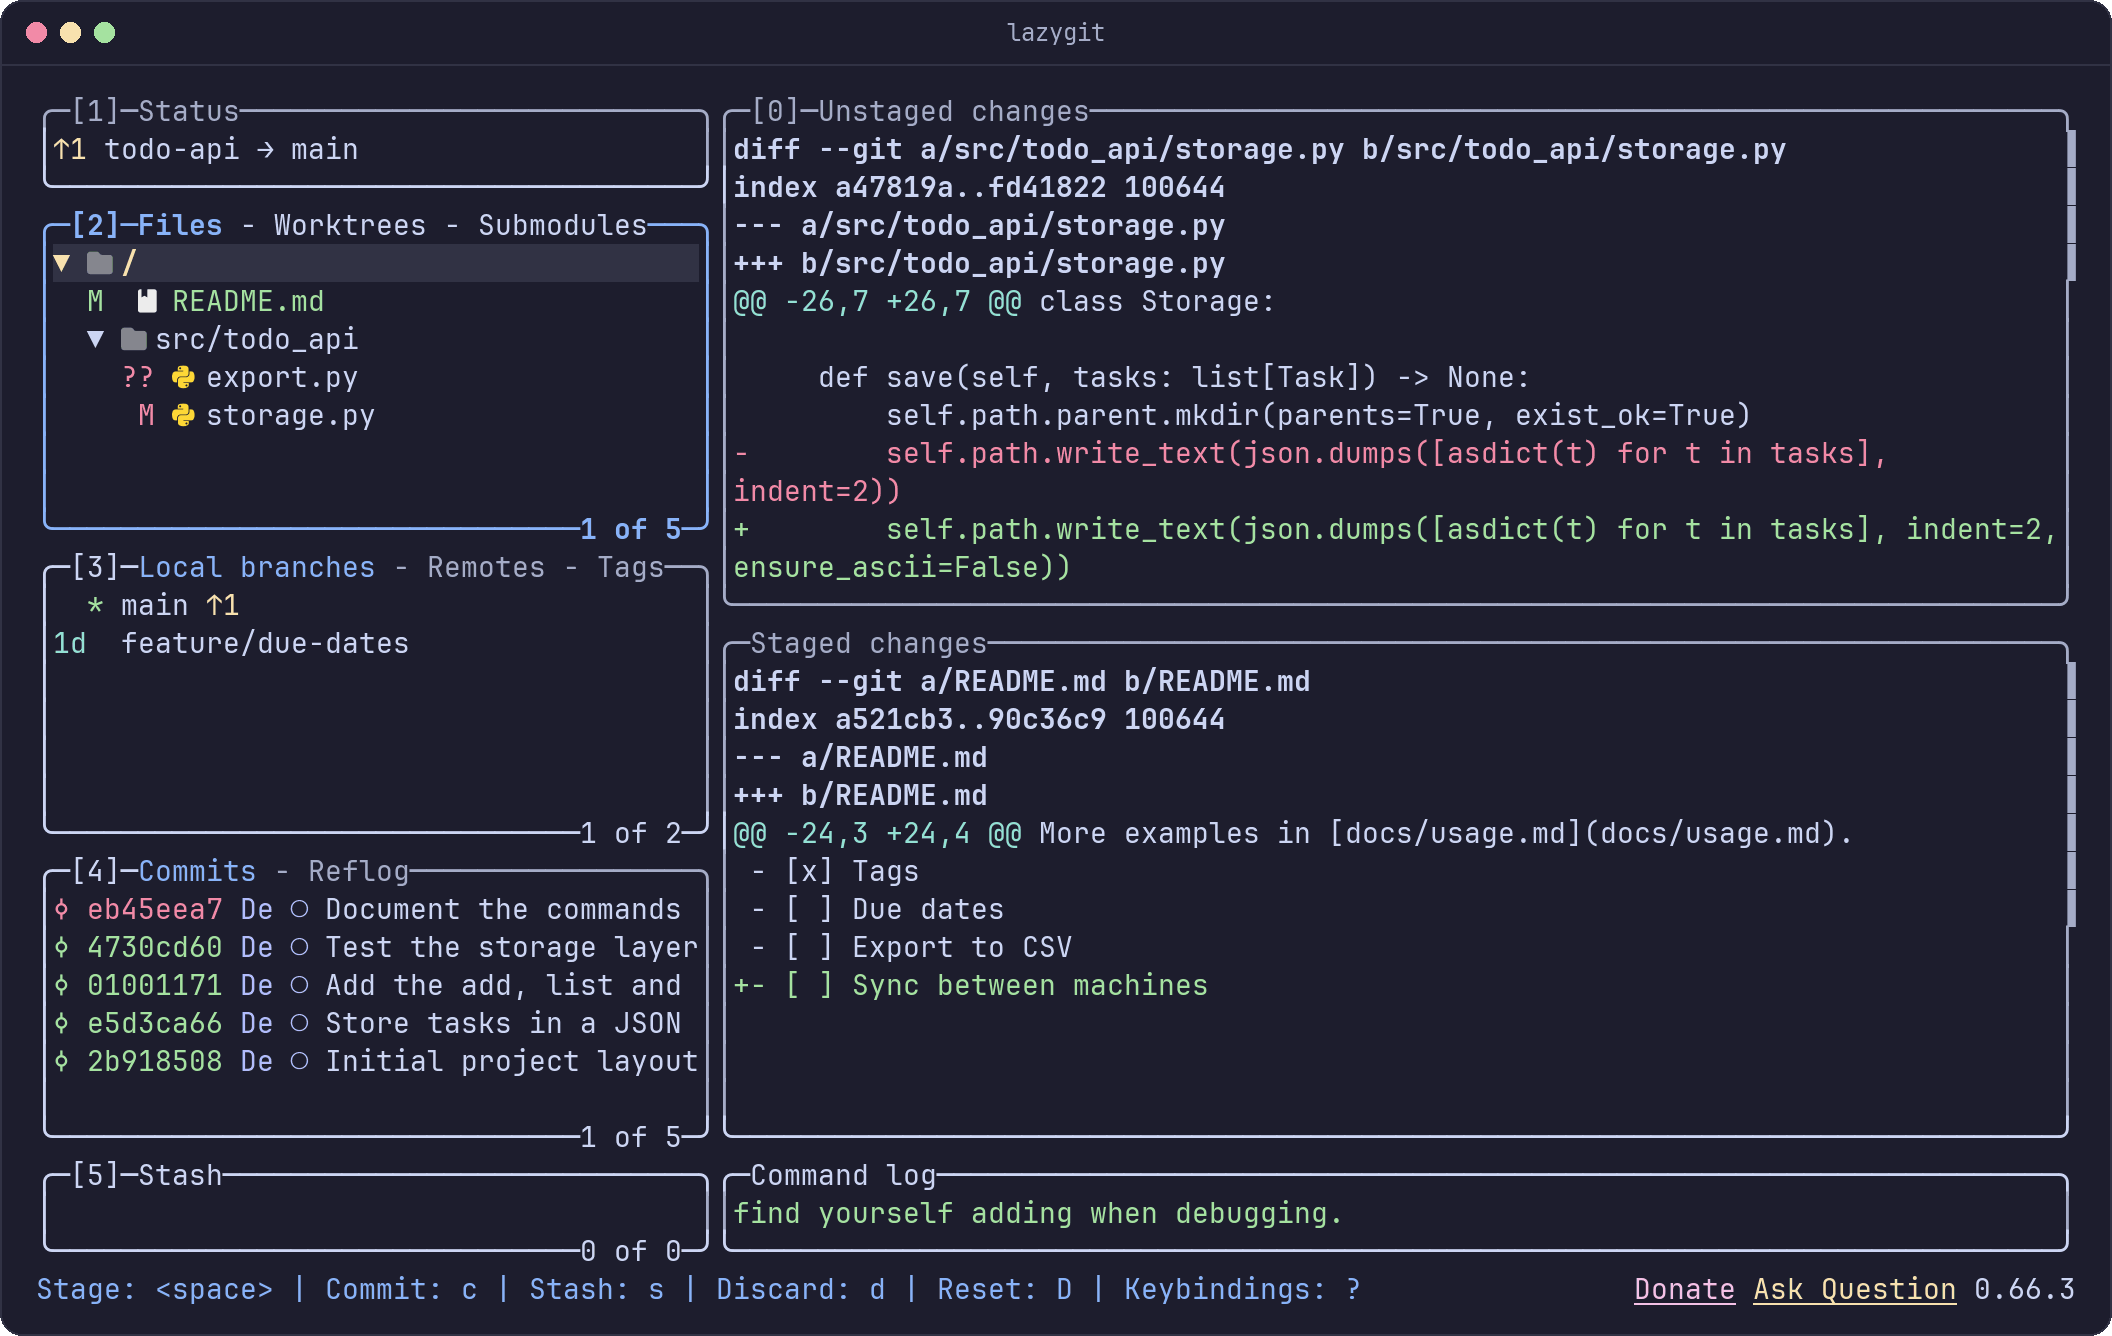 lazygit
[1]─Status
↑1 todo-api → main
[2]─Files - Worktrees - Submodules
▼ /
M README.md
▼ src/todo_api
?? export.py
M storage.py
1 of 5
[3]─Local branches - Remotes - Tags
* main ↑1
1d feature/due-dates
1 of 2
[4]─Commits - Reflog
eb45eea7 De ○ Document the commands
4730cd60 De ○ Test the storage layer
01001171 De ○ Add the add, list and
e5d3ca66 De ○ Store tasks in a JSON
2b918508 De ○ Initial project layout
1 of 5
[5]─Stash
0 of 0
[0]─Unstaged changes
diff --git a/src/todo_api/storage.py b/src/todo_api/storage.py
index a47819a..fd41822 100644
--- a/src/todo_api/storage.py
+++ b/src/todo_api/storage.py
@@ -26,7 +26,7 @@ class Storage:
     def save(self, tasks: list[Task]) -> None:
         self.path.parent.mkdir(parents=True, exist_ok=True)
-        self.path.write_text(json.dumps([asdict(t) for t in tasks],
indent=2))
+        self.path.write_text(json.dumps([asdict(t) for t in tasks], indent=2,
ensure_ascii=False))
Staged changes
diff --git a/README.md b/README.md
index a521cb3..90c36c9 100644
--- a/README.md
+++ b/README.md
@@ -24,3 +24,4 @@ More examples in [docs/usage.md](docs/usage.md).
 - [x] Tags
 - [ ] Due dates
 - [ ] Export to CSV
+- [ ] Sync between machines
Command log
find yourself adding when debugging.
Stage: <space> | Commit: c | Stash: s | Discard: d | Reset: D | Keybindings: ?
Donate Ask Question 0.66.3